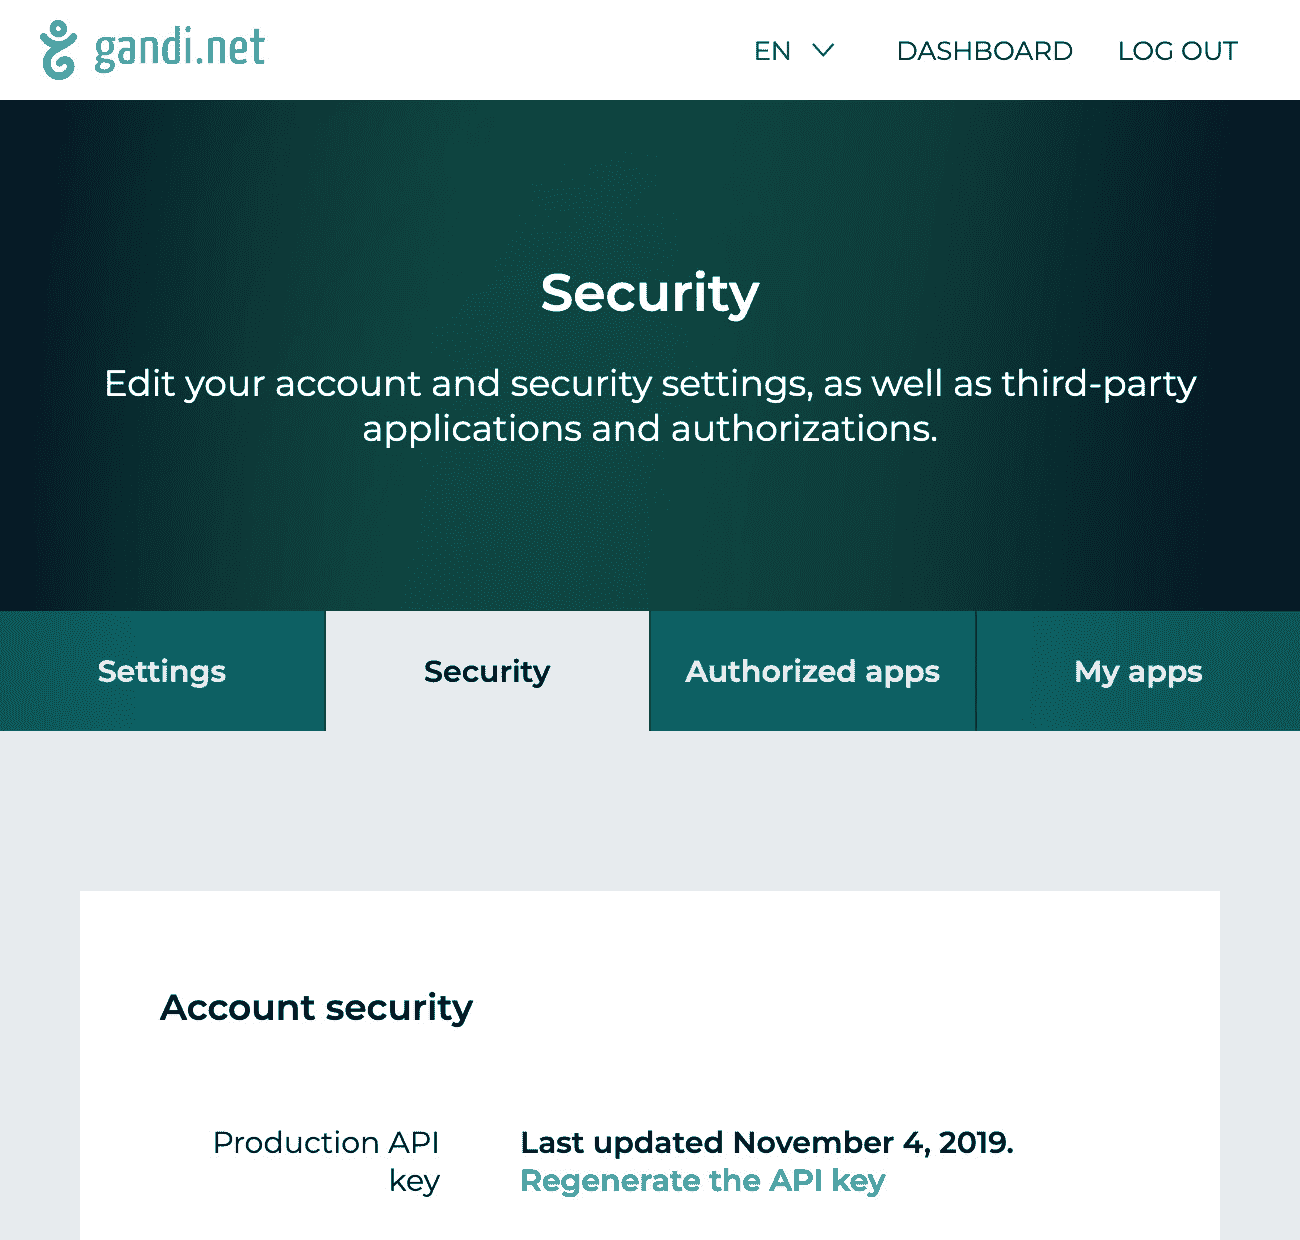 gandi.net
EN
DASHBOARD
LOG OUT
Security
Edit your account and security settings, as well as third-party
applications and authorizations.
Settings
Security
Authorized apps
My apps
Account security
Production API
key
Last updated November 4, 2019.
Regenerate the API key